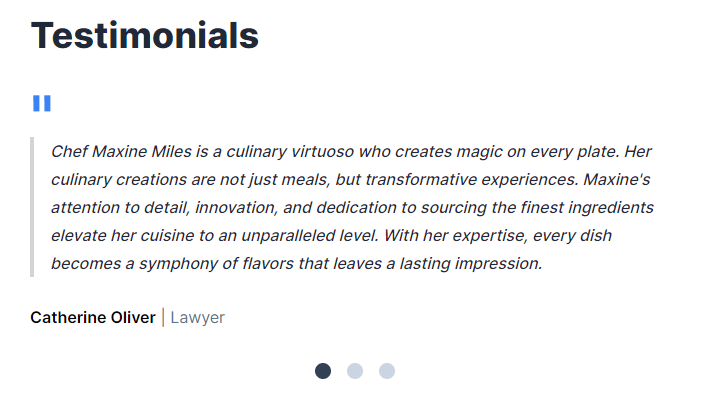 Testimonials
"
Chef Maxine Miles is a culinary virtuoso who creates magic on every plate. Her
culinary creations are not just meals, but transformative experiences. Maxine's
attention to detail, innovation, and dedication to sourcing the finest ingredients
elevate her cuisine to an unparalleled level. With her expertise, every dish
becomes a symphony of flavors that leaves a lasting impression.
Catherine Oliver | Lawyer